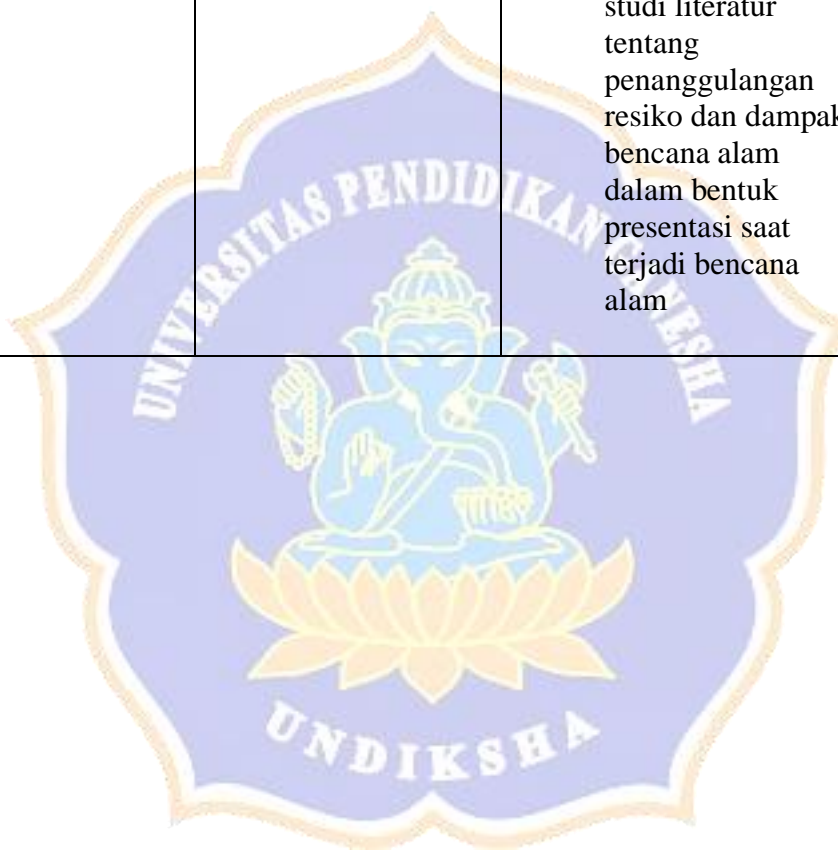 studi literatur
tentang
penanggulangan
resiko dan dampak
bencana alam
dalam bentuk
presentasi saat
terjadi bencana
alam
UNIVERSITAS PENDIDIKAN GANESHA
UNDIKSHA